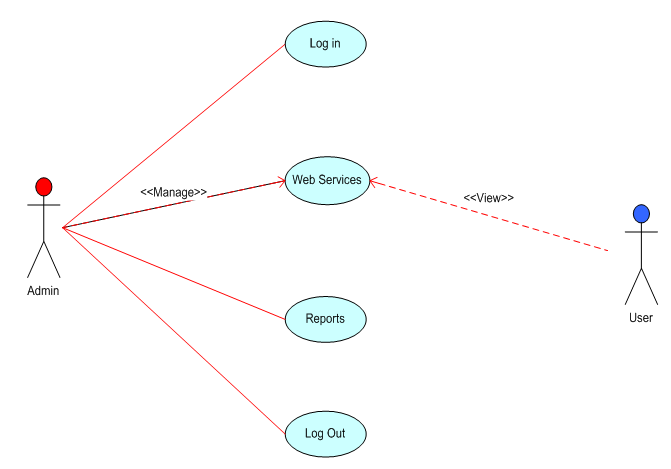 Log in
Web Services
<<Manage>>
<<View>>
Admin
User
Reports
Log Out